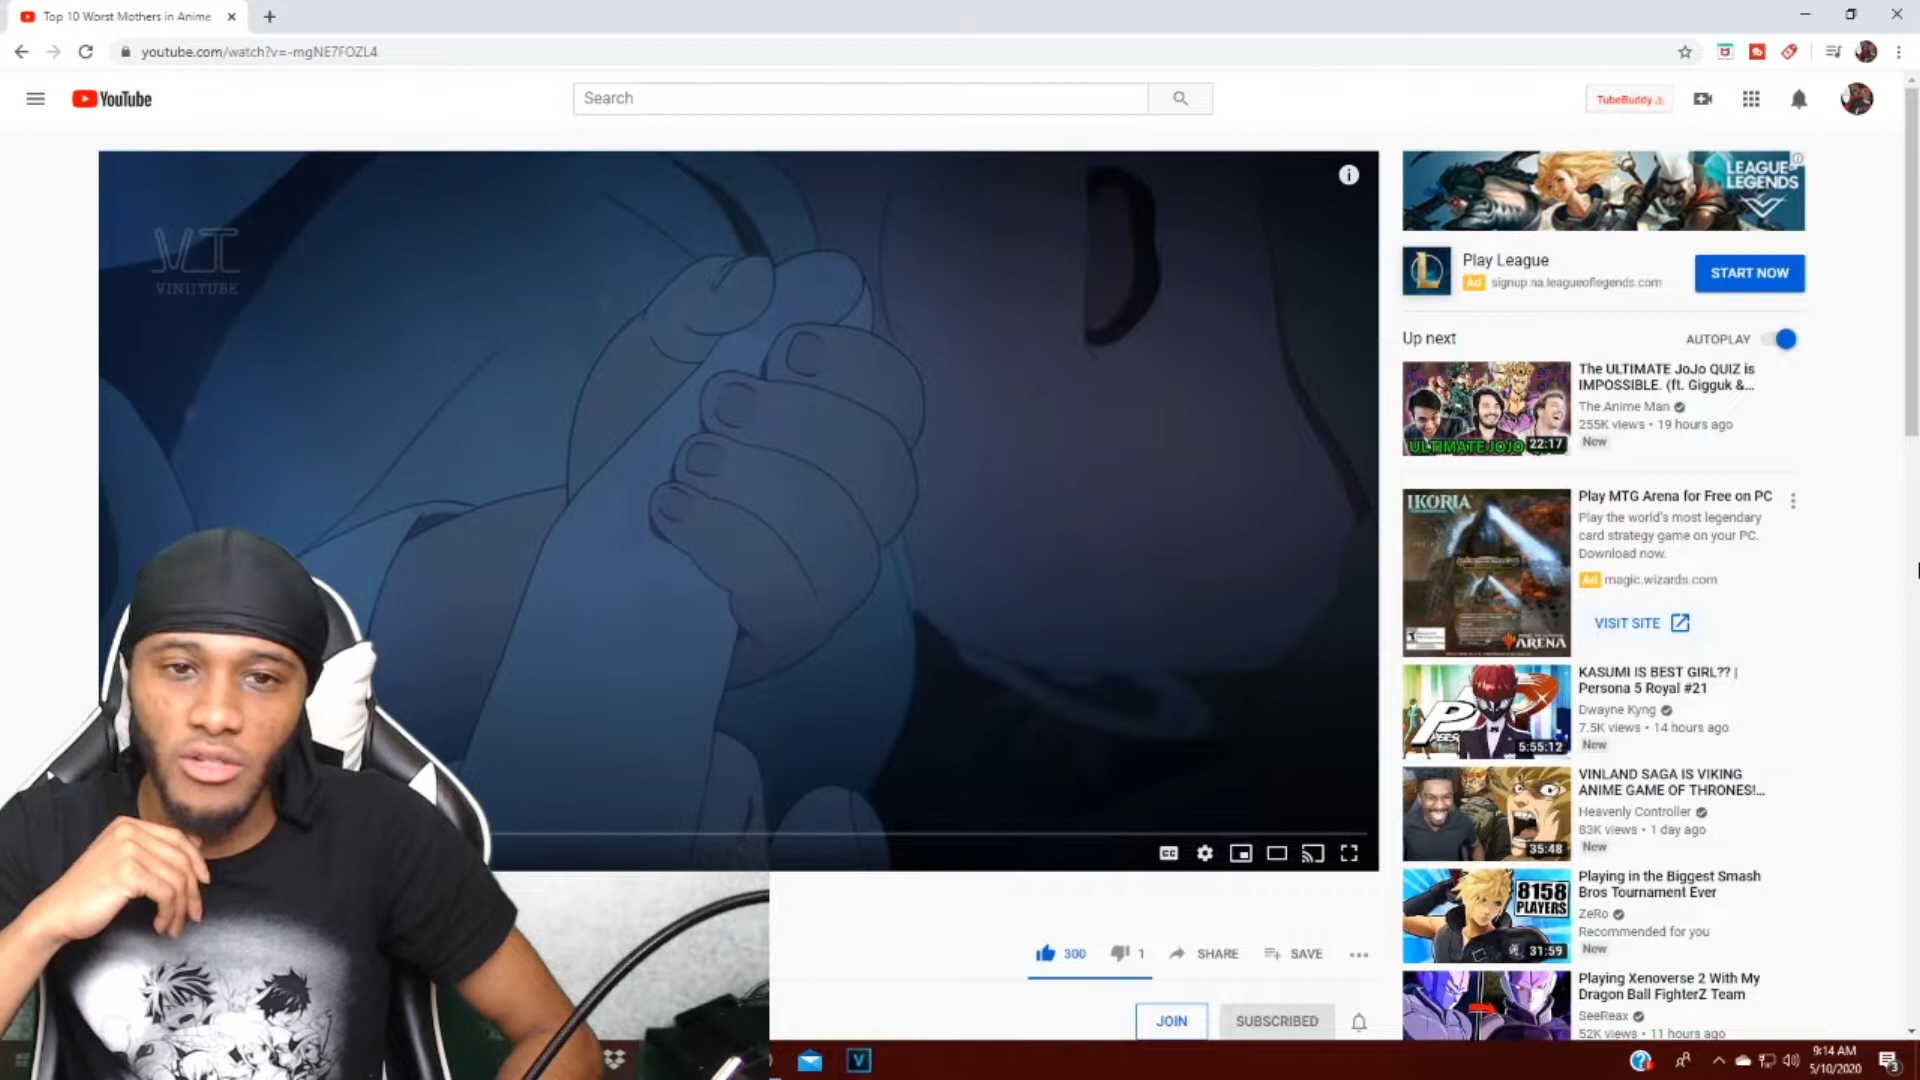 Top 10 Worst Mothers in Anime
youtube.com/watch?v=-mgNE7FOZL4
YouTube
Search
TubeBuddy
VT
VINIITUBE
LEAGUE of LEGENDS
Play League
Ad signup.na.leagueoflegends.com
START NOW
Up next
AUTOPLAY
ULTIMATE JOJO
22:17
The ULTIMATE JoJo QUIZ is
IMPOSSIBLE. (ft. Gigguk &...
The Anime Man
255K views • 19 hours ago
New
IKORIA
ARENA
Play MTG Arena for Free on PC
Play the world's most legendary
card strategy game on your PC.
Download now.
Ad magic.wizards.com
VISIT SITE
5:55:12
KASUMI IS BEST GIRL?? |
Persona 5 Royal #21
Dwayne Kyng
7.5K views • 14 hours ago
New
35:48
VINLAND SAGA IS VIKING
ANIME GAME OF THRONES!...
Heavenly Controller
83K views • 1 day ago
New
8158
PLAYERS
31:59
Playing in the Biggest Smash
Bros Tournament Ever
ZeRo
Recommended for you
New
Playing Xenoverse 2 With My
Dragon Ball FighterZ Team
SeeReax
52K views • 11 hours ago
CC
300
1
SHARE
SAVE
JOIN
SUBSCRIBED
V
9:14 AM
5/10/2020
3